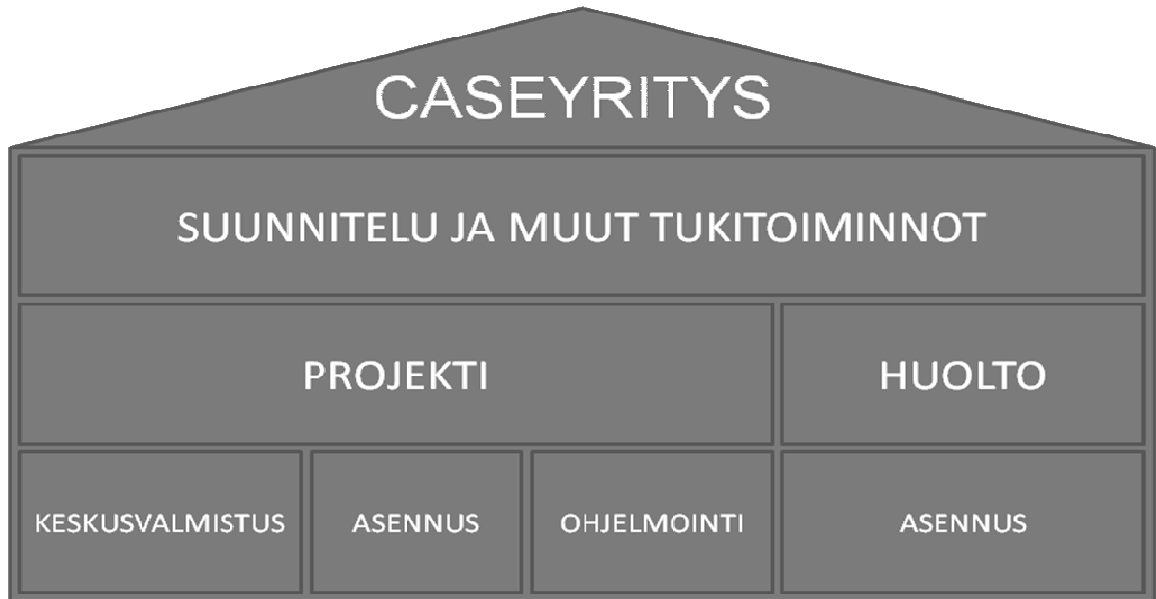 CASEYRITYS
SUUNNITELU JA MUUT TUKITOIMINNOT
PROJEKTI HUOLTO
KESKUSVALMISTUS ASENNUS OHJELMOINTI ASENNUS